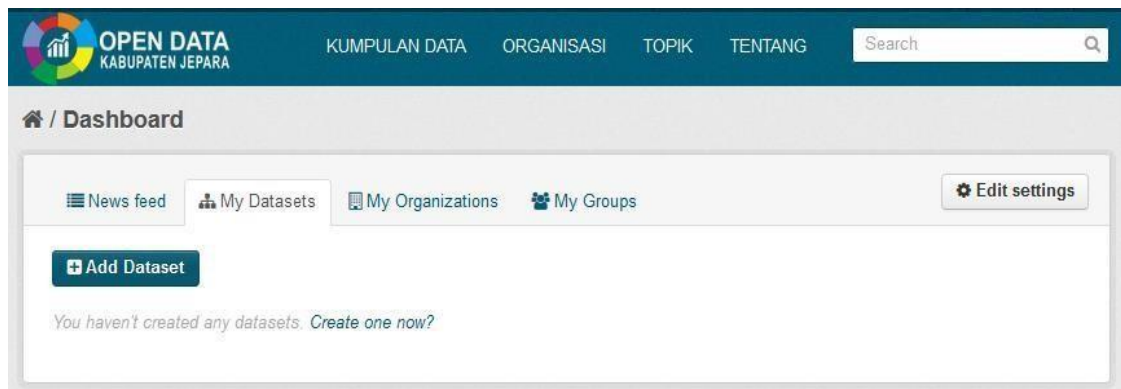 OPEN DATA
KABUPATEN JEPARA
KUMPULAN DATA ORGANISASI TOPIK TENTANG Search
/ Dashboard
News feed My Datasets My Organizations My Groups Edit settings
Add Dataset
You haven't created any datasets. Create one now?